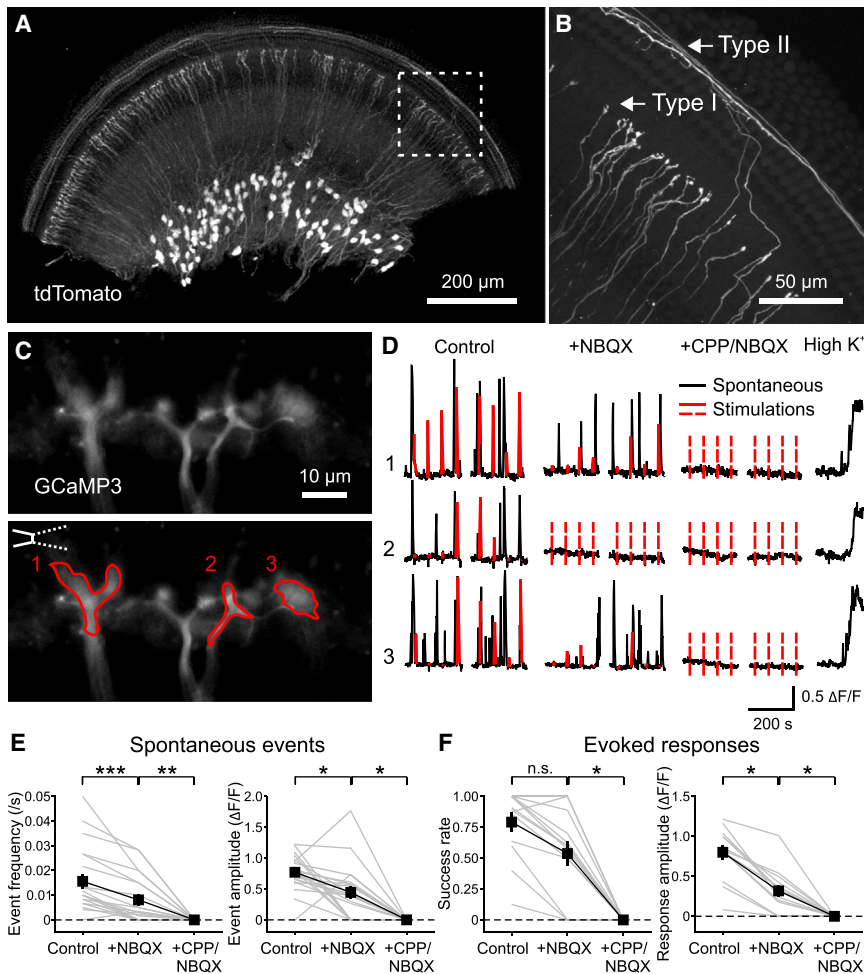 A
tdTomato
200 µm
B
Type II
Type I
50 µm
C
GCaMP3
10 µm
1
2
3
D
Control
+NBQX
+CPP/NBQX
High K+
Spontaneous
Stimulations
1
2
3
0.5 ΔF/F
200 s
E
Spontaneous events
***
**
Event frequency (/s)
0.05
0.04
0.03
0.02
0.01
0
Control
+NBQX
+CPP/
NBQX
*
*
Event amplitude (ΔF/F)
2.0
1.5
1.0
0.5
0
Control
+NBQX
+CPP/
NBQX
F
Evoked responses
n.s.
*
Success rate
1.00
0.75
0.50
0.25
0
Control
+NBQX
+CPP/
NBQX
*
*
Response amplitude (ΔF/F)
1.5
1.0
0.5
0
Control
+NBQX
+CPP/
NBQX